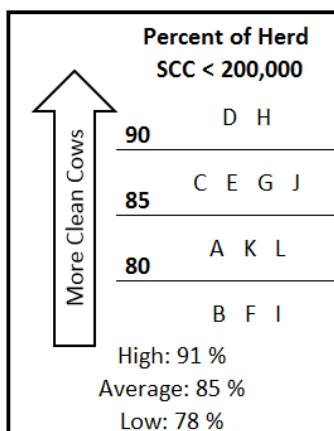 Percent of Herd
SCC < 200,000
More Clean Cows
D H
90
C E G J
85
A K L
80
B F I
High: 91 %
Average: 85 %
Low: 78 %